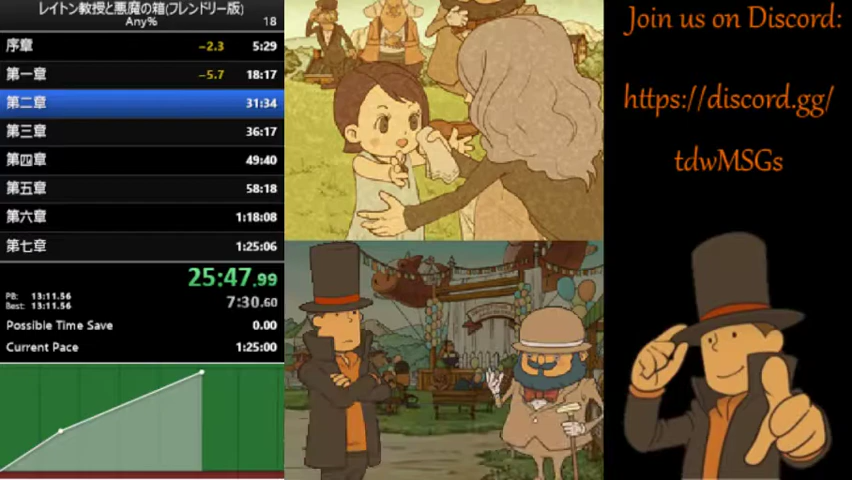 レイトン教授と悪魔の箱(フレンドリー版)
Any%
18
序章 -2.3 5:29
第一章 -5.7 18:17
第二章 31:34
第三章 36:17
第四章 49:40
第五章 58:18
第六章 1:18:08
第七章 1:25:06
25:47.99
PB: 13:11.56
Best: 13:11.56
7:30.60
Possible Time Save 0.00
Current Pace 1:25:00
Join us on Discord:
https://discord.gg/
tdwMSGs